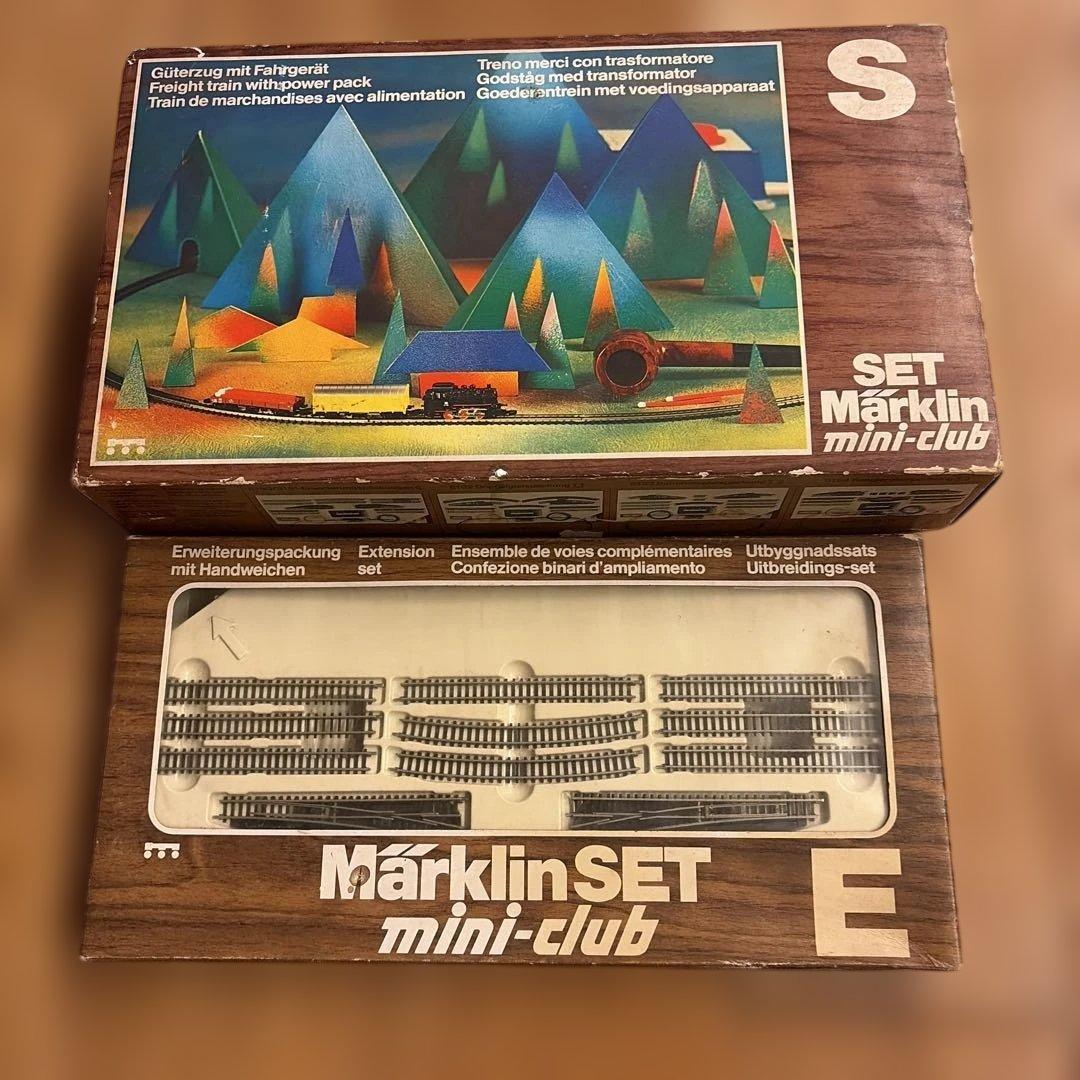 Güterzug mit Fahrgerät
Freight train with power pack
Train de marchandises avec alimentation
Treno merci con trasformatore
Godståg med transformator
Goederentrein met voedingsapparaat
S
SET
Märklin
mini-club
Erweiterungspackung
mit Handweichen
Extension
set
Ensemble de voies complémentaires
Confezione binari d'ampliamento
Utbyggnadssats
Uitbreidings-set
Märklin SET
mini-club
E